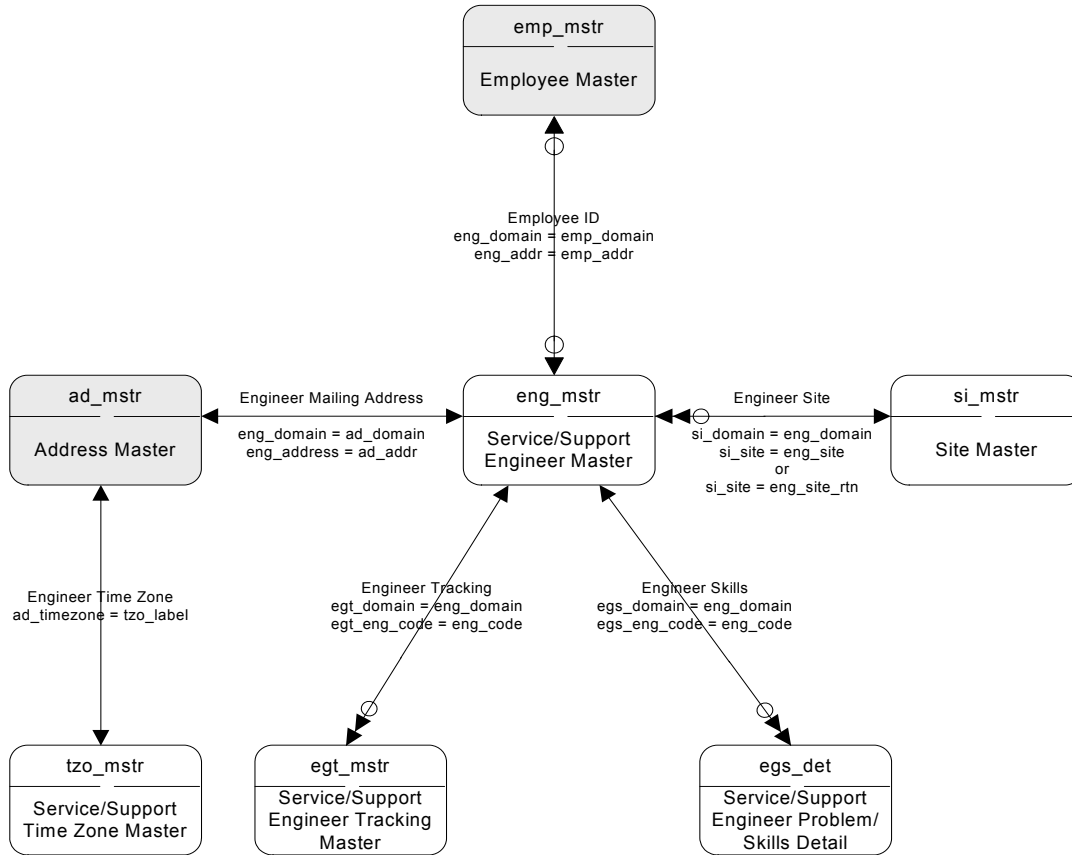 emp_mstr
Employee Master
Employee ID
eng_domain = emp_domain
eng_addr = emp_addr
ad_mstr
Address Master
Engineer Mailing Address
eng_domain = ad_domain
eng_address = ad_addr
eng_mstr
Service/Support
Engineer Master
Engineer Site
si_domain = eng_domain
si_site = eng_site
or
si_site = eng_site_rtn
si_mstr
Site Master
Engineer Time Zone
ad_timezone = tzo_label
Engineer Tracking
egt_domain = eng_domain
egt_eng_code = eng_code
Engineer Skills
egs_domain = eng_domain
egs_eng_code = eng_code
tzo_mstr
Service/Support
Time Zone Master
egt_mstr
Service/Support
Engineer Tracking
Master
egs_det
Service/Support
Engineer Problem/
Skills Detail